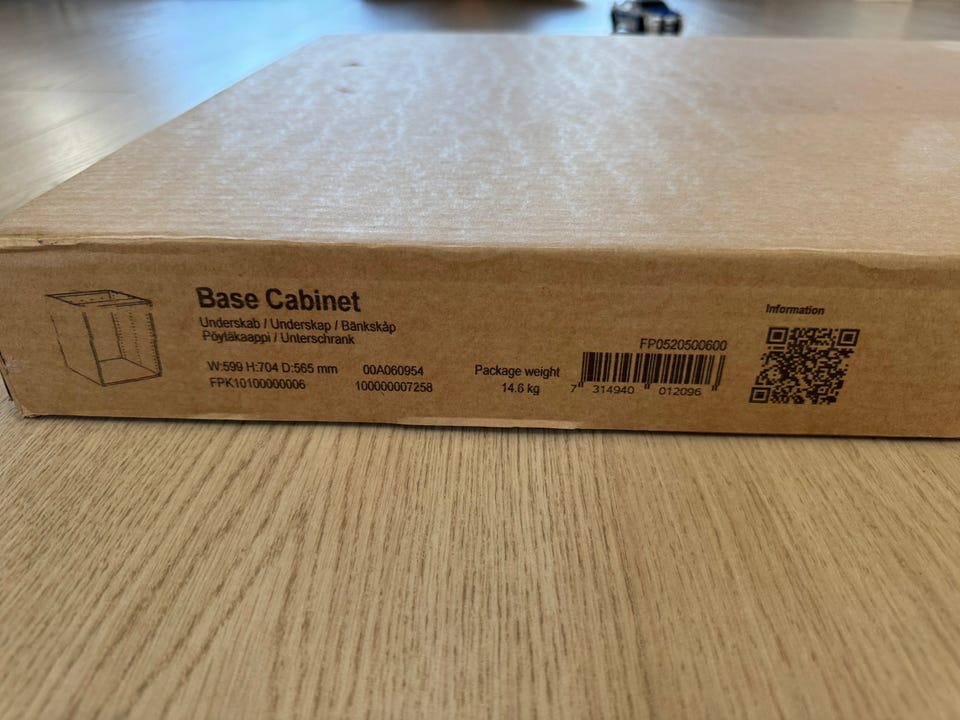 Base Cabinet
Underskab / Underskap / Bänkskåp
Pöytäkaappi / Unterschrank
W:599 H:704 D:565 mm 00A060954
FPK10100000006 100000007258
Package weight
14.6 kg
FP0520500600
7 314940 012096
Information